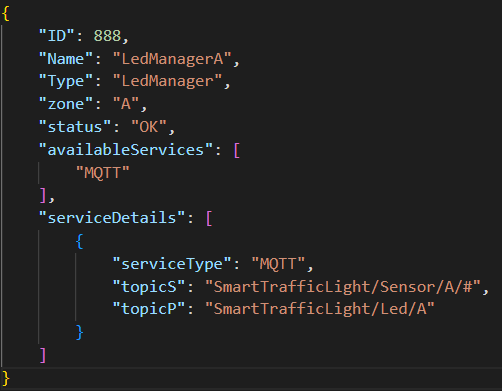 {
    "ID": 888,
    "Name": "LedManagerA",
    "Type": "LedManager",
    "zone": "A",
    "status": "OK",
    "availableServices": [
        "MQTT"
    ],
    "serviceDetails": [
        {
            "serviceType": "MQTT",
            "topicS": "SmartTrafficLight/Sensor/A/#",
            "topicP": "SmartTrafficLight/Led/A"
        }
    ]
}